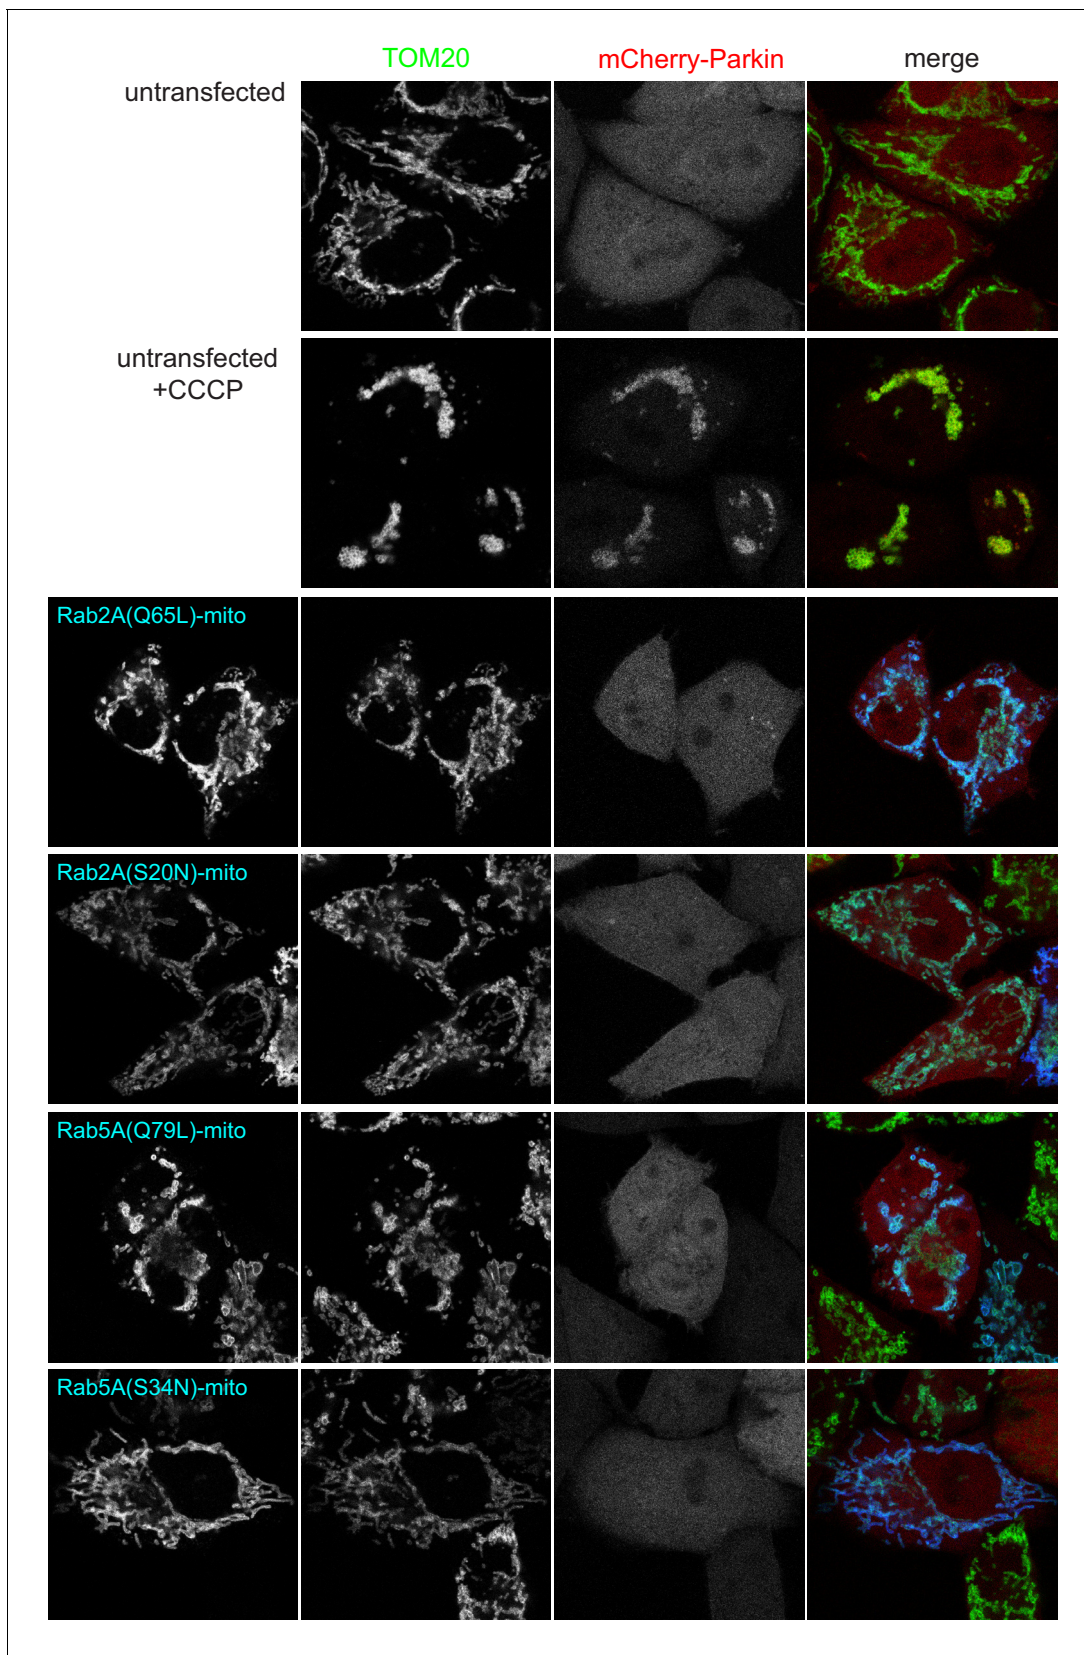 TOM20 mCherry-Parkin merge
untransfected
untransfected
+CCCP
Rab2A(Q65L)-mito
Rab2A(S20N)-mito
Rab5A(Q79L)-mito
Rab5A(S34N)-mito